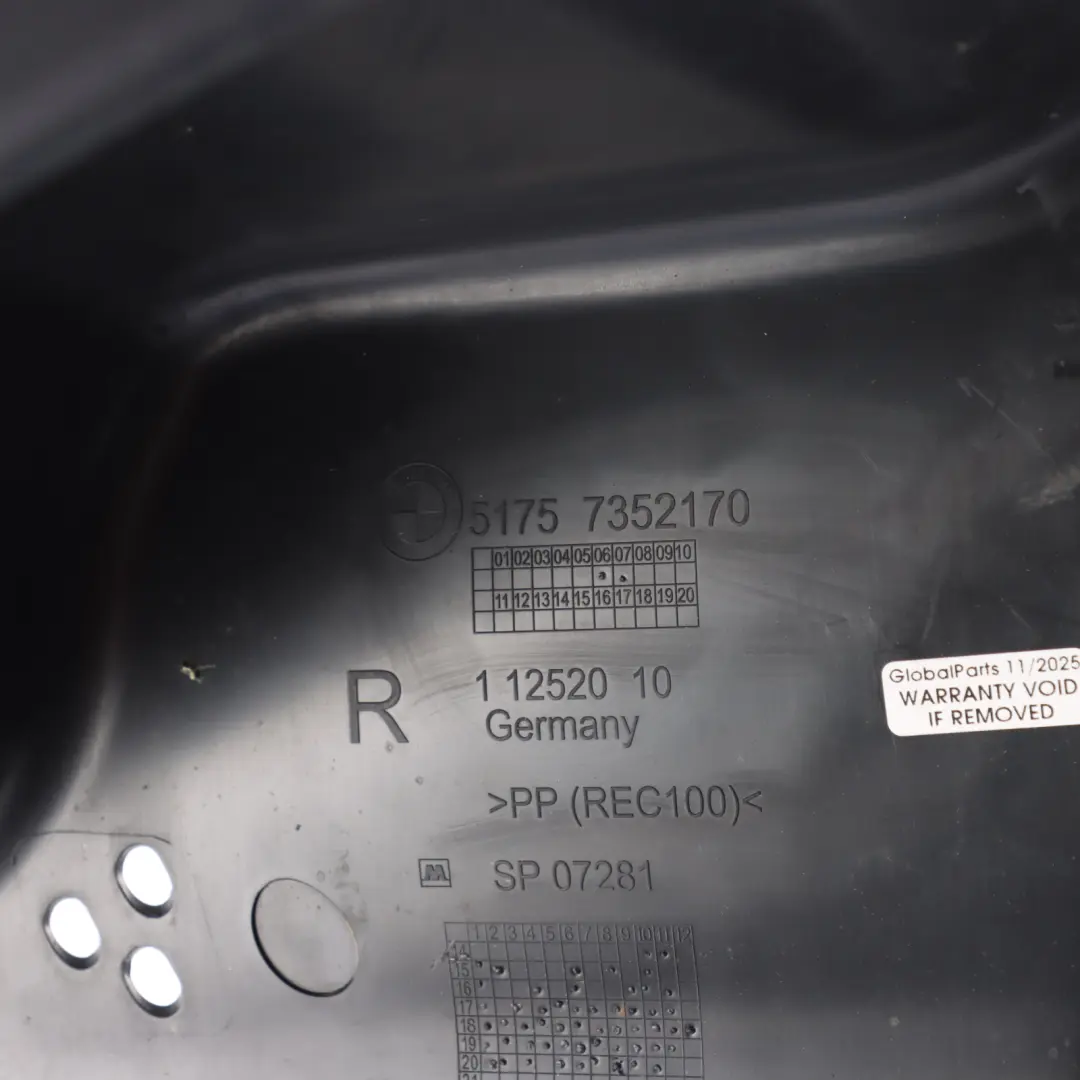 5175 7352170
01 02 03 04 05 06 07 08 09 10
11 12 13 14 15 16 17 18 19 20
R
1 12520 10
Germany
>PP (REC100)<
M SP 07281
1 2 3 4 5 6 7 8 9 10 11 12
14
15
16
17
18
19
20
GlobalParts 11/2025
WARRANTY VOID
IF REMOVED